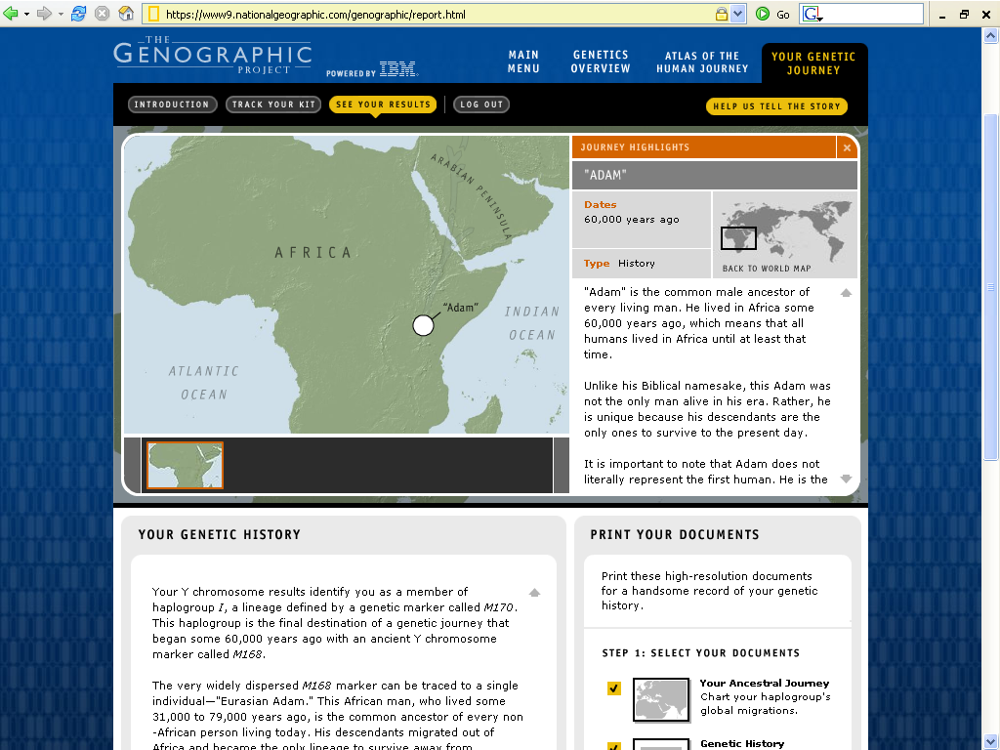 https://www9.nationalgeographic.com/genographic/report.html
Go
G
THE
GENOGRAPHIC
PROJECT
POWERED BY IBM
MAIN
MENU
GENETICS
OVERVIEW
ATLAS OF THE
HUMAN JOURNEY
YOUR GENETIC
JOURNEY
INTRODUCTION
TRACK YOUR KIT
SEE YOUR RESULTS
LOG OUT
HELP US TELL THE STORY
ARABIAN PENINSULA
AFRICA
"Adam"
INDIAN
OCEAN
ATLANTIC
OCEAN
JOURNEY HIGHLIGHTS
"ADAM"
Dates
60,000 years ago
Type History
BACK TO WORLD MAP
"Adam" is the common male ancestor of
every living man. He lived in Africa some
60,000 years ago, which means that all
humans lived in Africa until at least that
time.
Unlike his Biblical namesake, this Adam was
not the only man alive in his era. Rather, he
is unique because his descendants are the
only ones to survive to the present day.
It is important to note that Adam does not
literally represent the first human. He is the
YOUR GENETIC HISTORY
Your Y chromosome results identify you as a member of
haplogroup I, a lineage defined by a genetic marker called M170.
This haplogroup is the final destination of a genetic journey that
began some 60,000 years ago with an ancient Y chromosome
marker called M168.
The very widely dispersed M168 marker can be traced to a single
individual—"Eurasian Adam." This African man, who lived some
31,000 to 79,000 years ago, is the common ancestor of every non
-African person living today. His descendants migrated out of
Africa and became the only lineage to survive away from
PRINT YOUR DOCUMENTS
Print these high-resolution documents
for a handsome record of your genetic
history.
STEP 1: SELECT YOUR DOCUMENTS
Your Ancestral Journey
Chart your haplogroup's
global migrations.
Genetic History